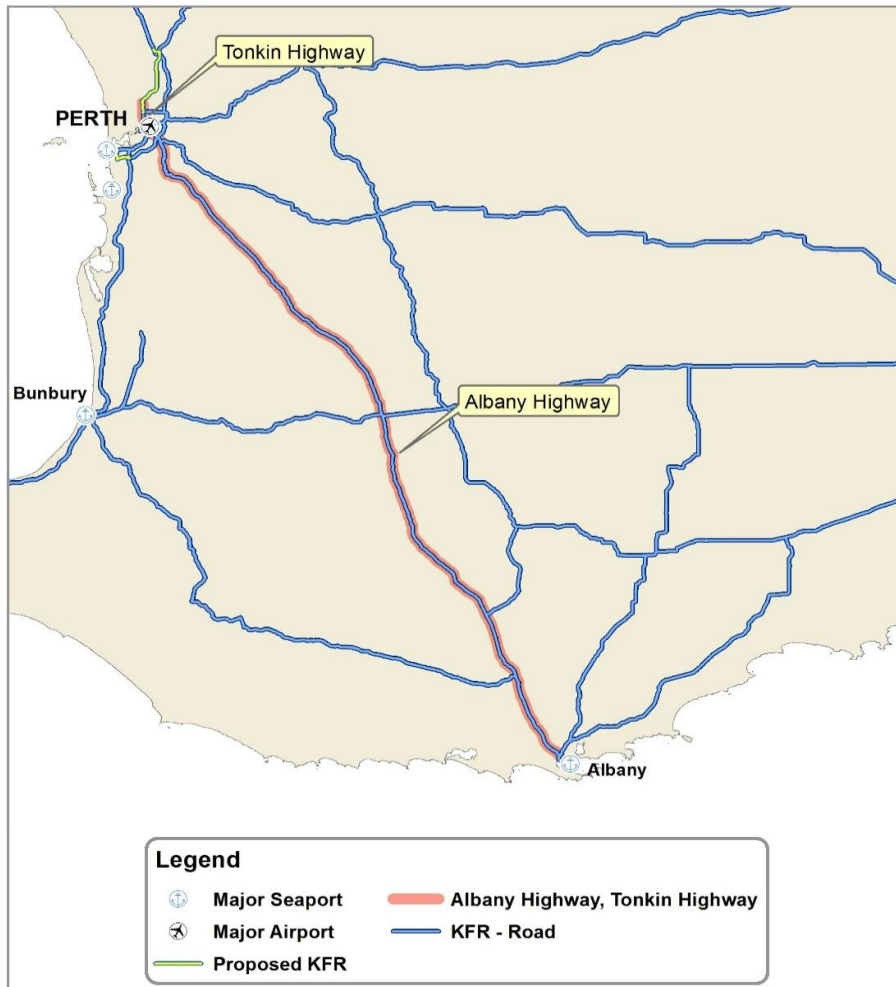 Tonkin Highway
PERTH
Bunbury
Albany Highway
Albany
Legend
Major Seaport
Albany Highway, Tonkin Highway
Major Airport
KFR - Road
Proposed KFR